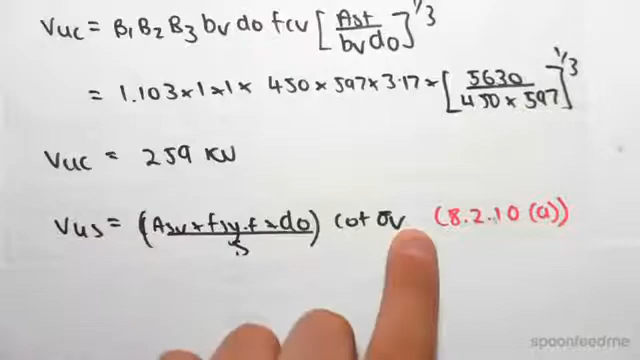 Vuc = β1 β2 β3 bv do fcv [Ast / bv do]^1/3
= 1.103 × 1 × 1 × 450 × 597 × 3.17 × [5630 / 450 × 597]^1/3
Vuc = 259 KN
Vus = (Asv × fsy.f × do / s) cot θv (8.2.10 (a))
spoonfeedme